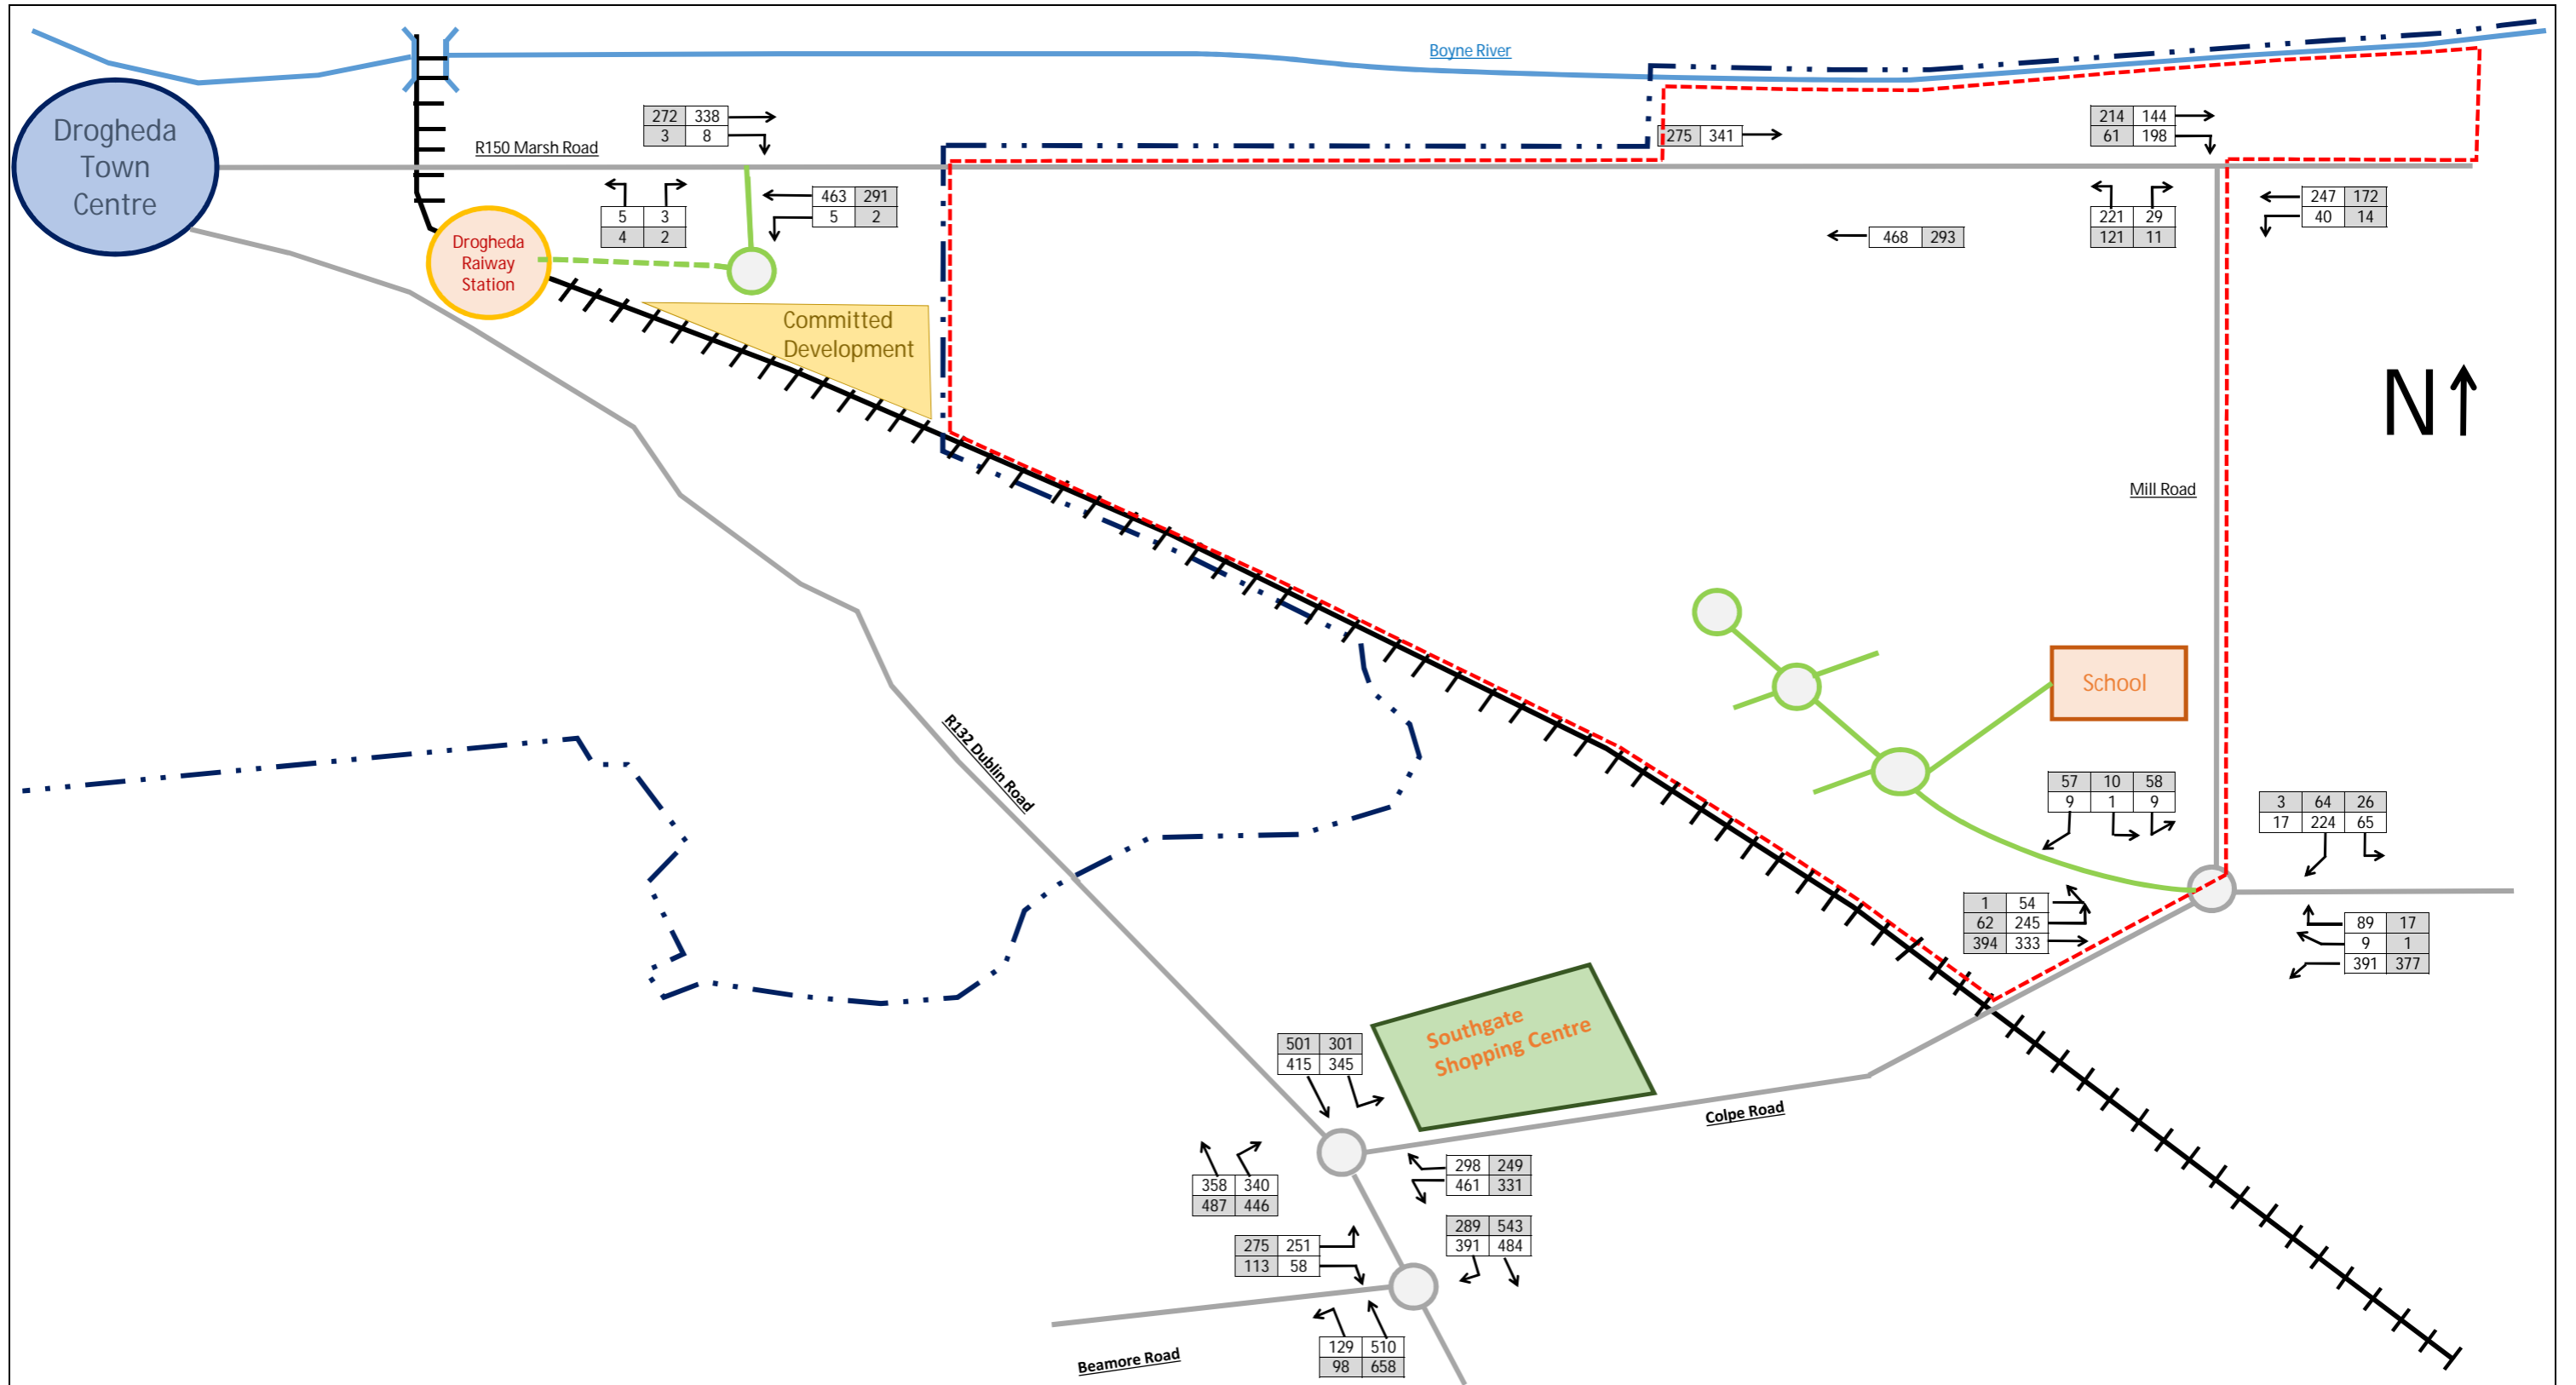 Boyne River
Drogheda
Town
Centre
272 338
3 8
R150 Marsh Road
275 341
214 144
61 198
5 3
4 2
463 291
5 2
468 293
221 29
121 11
247 172
40 14
Drogheda
Raiway
Station
Committed
Development
N
Mill Road
School
R132 Dublin Road
57 10 58
9 1 9
3 64 26
17 224 65
1 54
62 245
394 333
89 17
9 1
391 377
Southgate
Shopping Centre
501 301
415 345
Colpe Road
358 340
487 446
298 249
461 331
289 543
391 484
275 251
113 58
129 510
98 658
Beamore Road